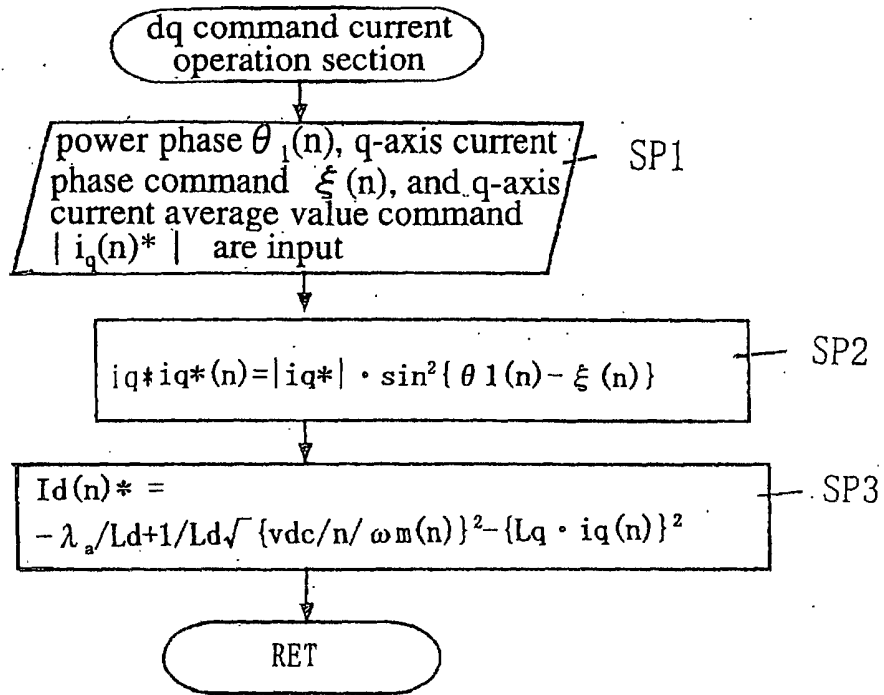 dq command current
operation section
power phase θ1(n), q-axis current
phase command ξ(n), and q-axis
current average value command
| iq(n)* | are input
SP1
iq*iq*(n)=|iq*|・sin²{θ1(n)-ξ(n)}
SP2
Id(n)* =
-λa/Ld+1/Ld√{vdc/n/ωm(n)}²-{Lq・iq(n)}²
SP3
RET